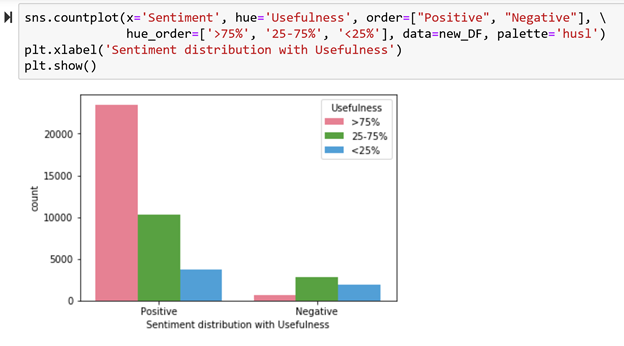 sns.countplot(x='Sentiment', hue='Usefulness', order=["Positive", "Negative"], \
hue_order=['>75%', '25-75%', '<25%'], data=new_DF, palette='husl')
plt.xlabel('Sentiment distribution with Usefulness')
plt.show()
Usefulness
>75%
25-75%
<25%
20000
15000
10000
5000
0
count
Positive
Negative
Sentiment distribution with Usefulness